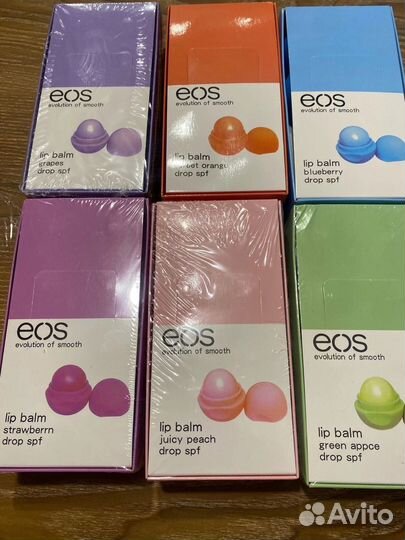 eos
evolution of smooth
lip balm
grapes
drop spf
eos
evolution of smooth
lip balm
sweet orange
drop spf
eos
evolution of smooth
lip balm
blueberry
drop spf
eos
evolution of smooth
lip balm
strawberrn
drop spf
eos
evolution of smooth
lip balm
juicy peach
drop spf
eos
evolution of smooth
lip balm
green appce
drop spf
Avito